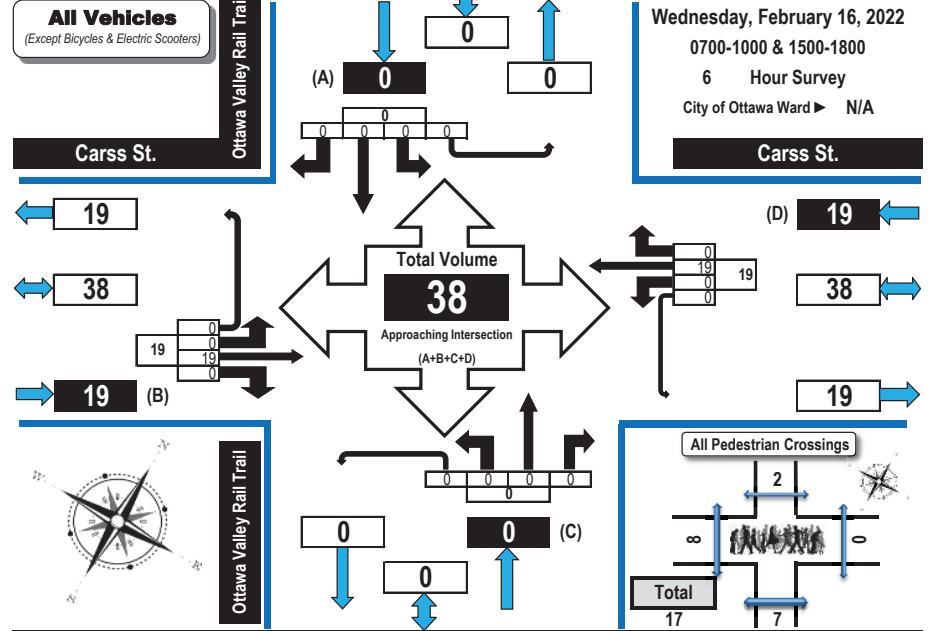 All Vehicles
(Except Bicycles & Electric Scooters)
Ottawa Valley Rail Trail
Carss St.
0
0
(A) 0
0
0
0 0 0 0
Wednesday, February 16, 2022
0700-1000 & 1500-1800
6 Hour Survey
City of Ottawa Ward ► N/A
Carss St.
19
38
19 (B)
0
0
19
0
19
Total Volume
38
Approaching Intersection
(A+B+C+D)
(D) 19
0
19
0
0
19
38
19
Ottawa Valley Rail Trail
N
W
E
S
0 0 0 0
0
0
0 (C)
0
All Pedestrian Crossings
2
8
0
7
Total
17